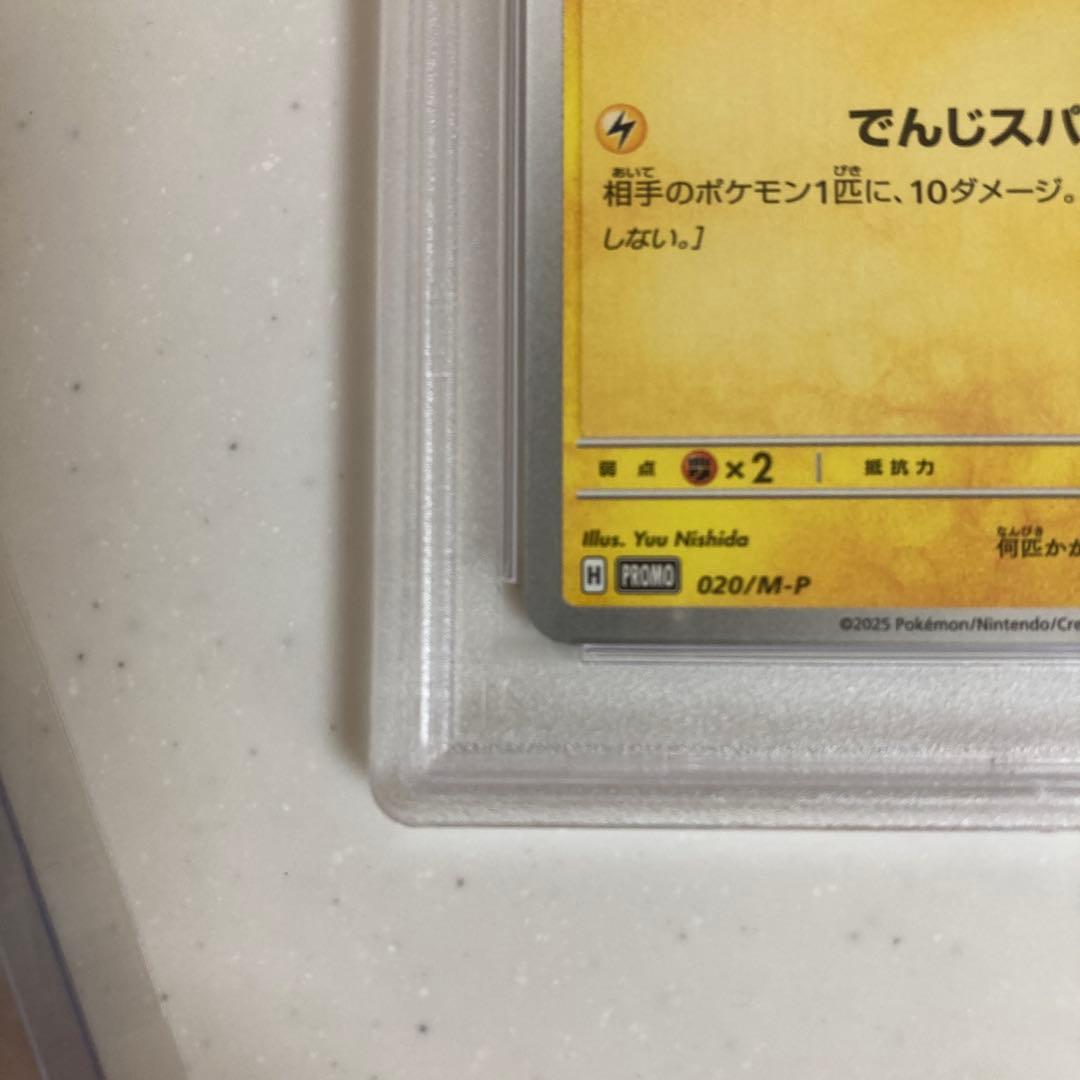 でんじスパ
相手のポケモン1匹に、10ダメージ。
あいて
びき
しない。]
弱点 ×2 抵抗力
Illus. Yuu Nishida
なんびき
何匹かか
H PROMO 020/M-P
©2025 Pokémon/Nintendo/Cre